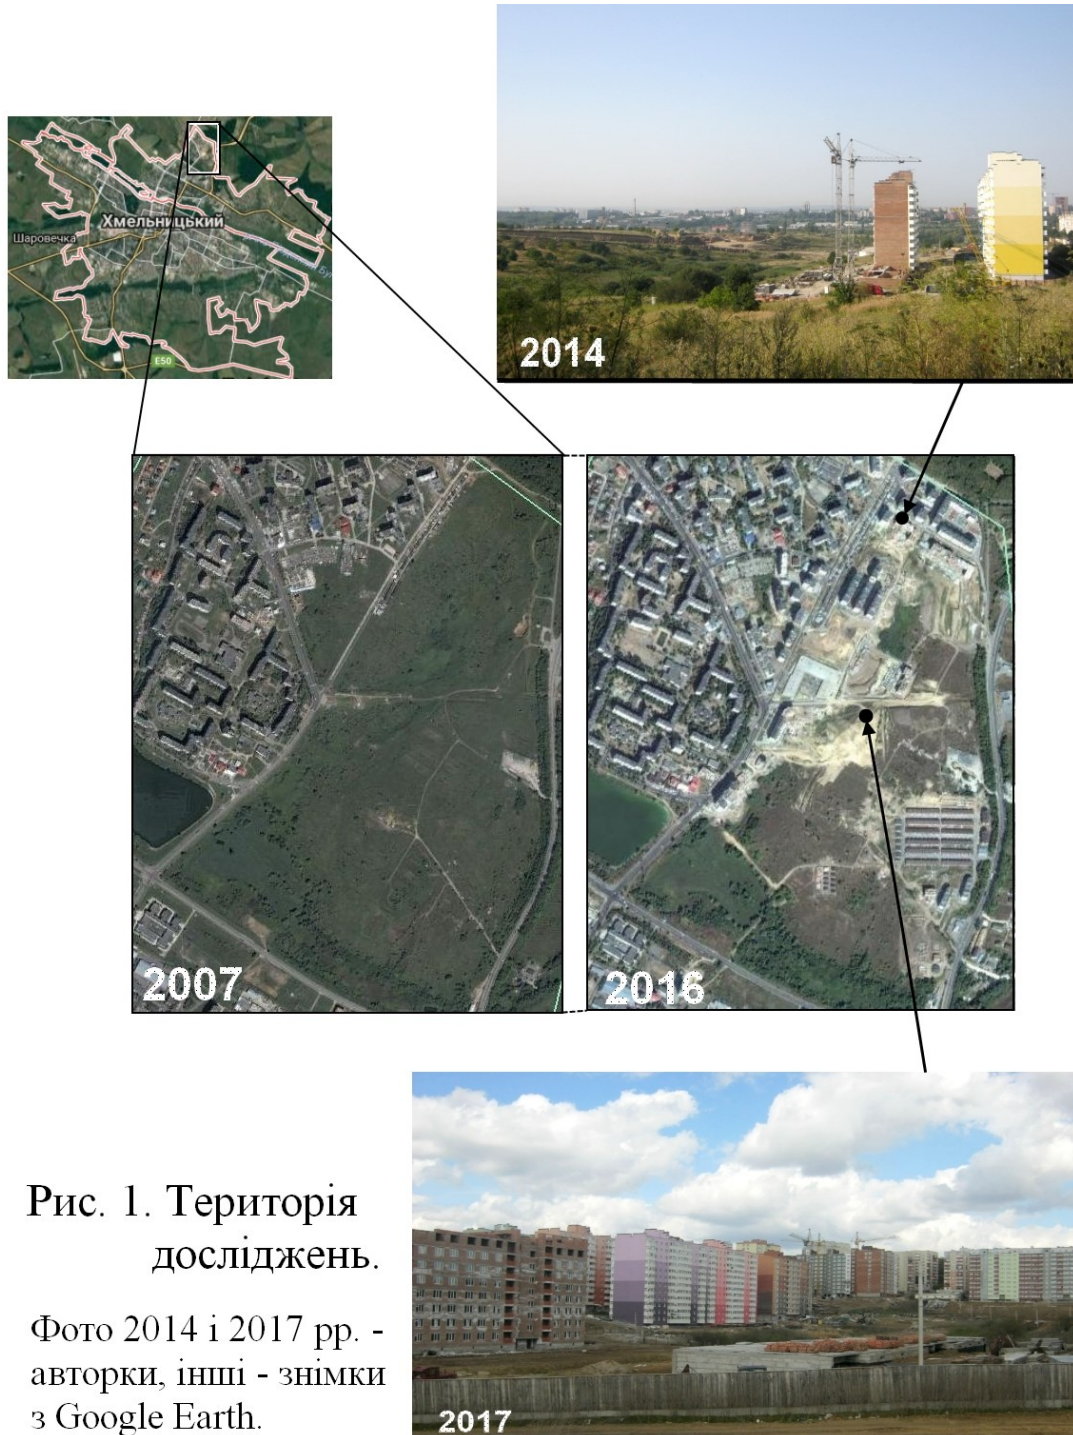 2014
Хмельницький
Шаровечка
E50
2007
2016
Рис. 1. Територія
досліджень.
Фото 2014 і 2017 рр. -
авторки, інші - знімки
з Google Earth.
2017